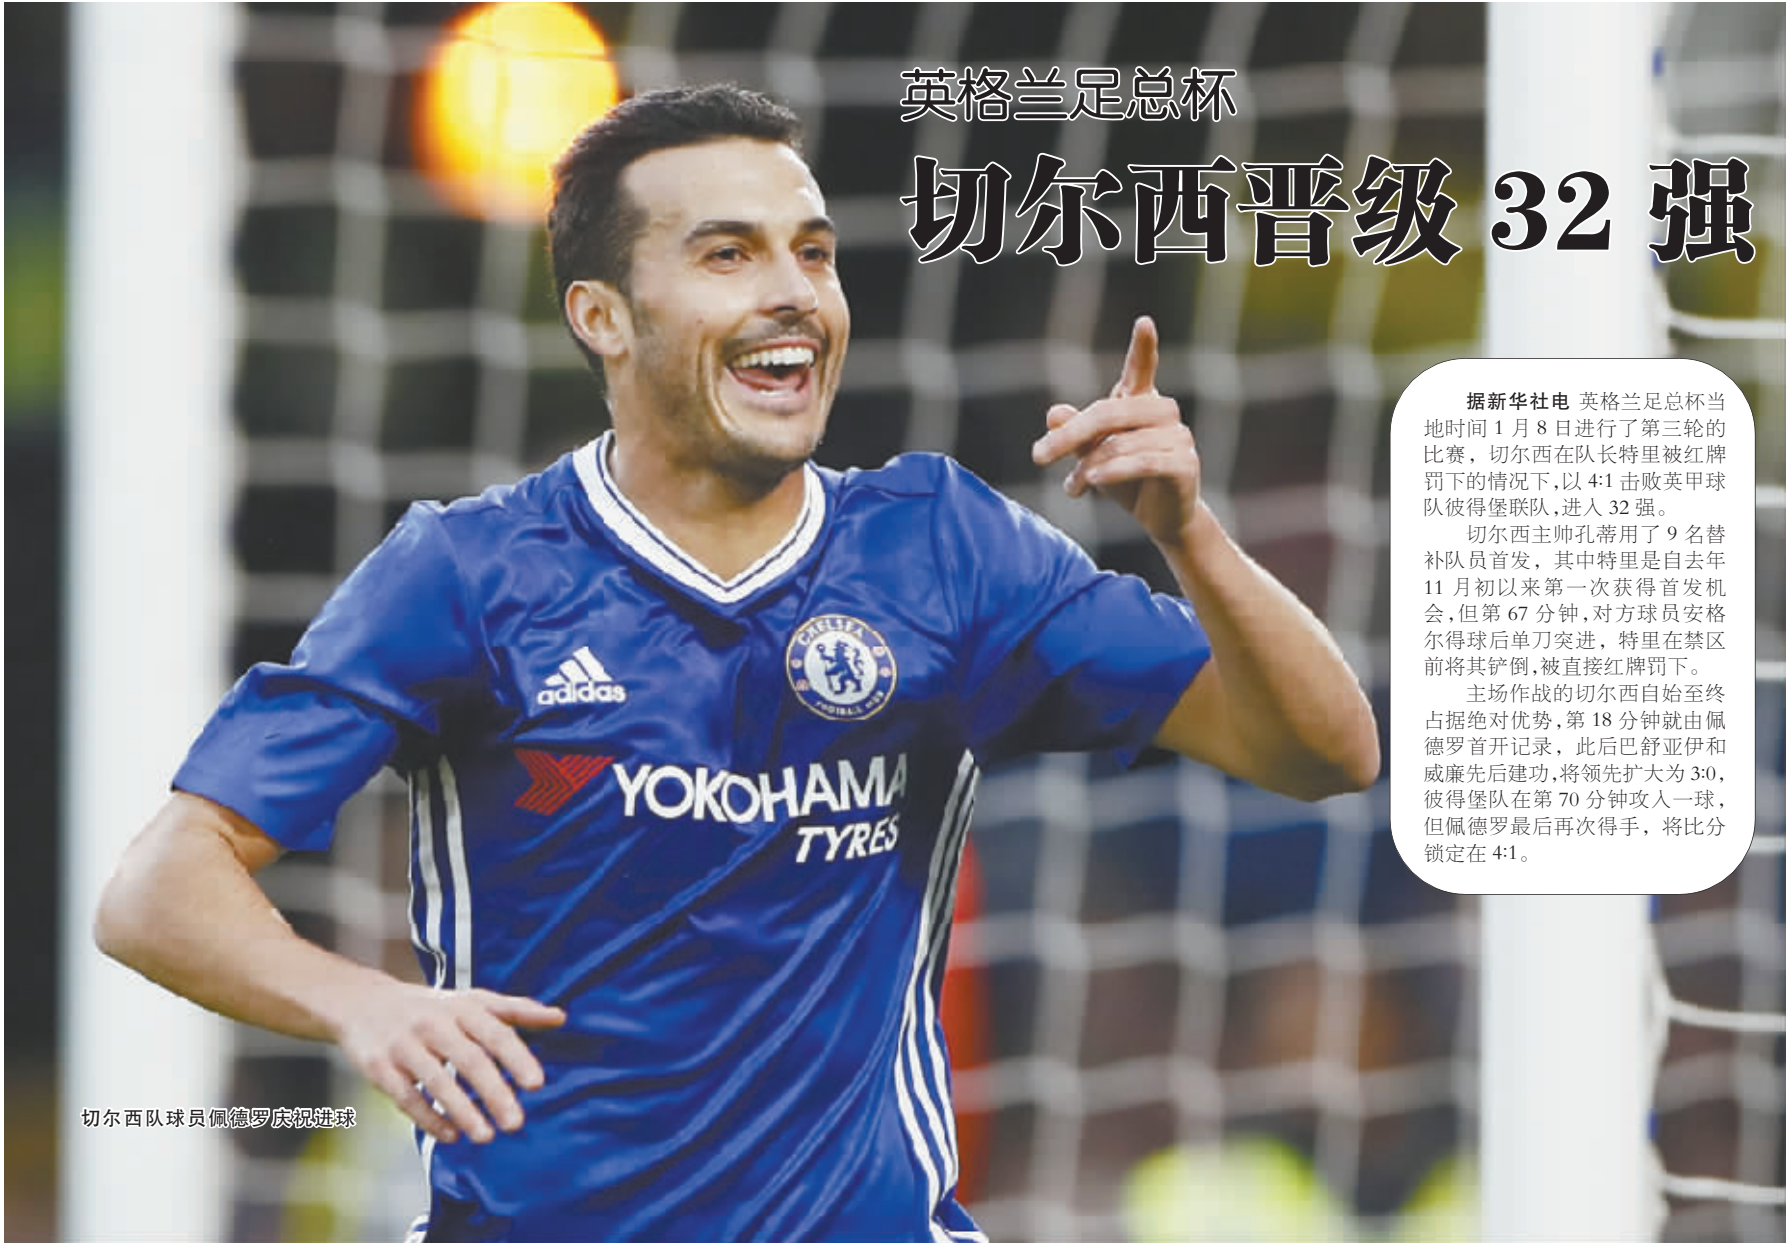 英格兰足总杯
切尔西晋级 32 强
据新华社电 英格兰足总杯当
地时间 1 月 8 日进行了第三轮的
比赛，切尔西在队长特里被红牌
罚下的情况下，以 4:1 击败英甲球
队彼得堡联队，进入 32 强。
切尔西主帅孔蒂用了 9 名替
补队员首发，其中特里是自去年
11 月初以来第一次获得首发机
会，但第 67 分钟，对方球员安格
尔得球后单刀突进，特里在禁区
前将其铲倒，被直接红牌罚下。
主场作战的切尔西自始至终
占据绝对优势，第 18 分钟就由佩
德罗首开记录，此后巴舒亚伊和
威廉先后建功，将领先扩大为 3:0，
彼得堡队在第 70 分钟攻入一球，
但佩德罗最后再次得手，将比分
锁定在 4:1。
CHELSEA
FOOTBALL CLUB
adidas
YOKOHAMA
TYRES
切尔西队球员佩德罗庆祝进球